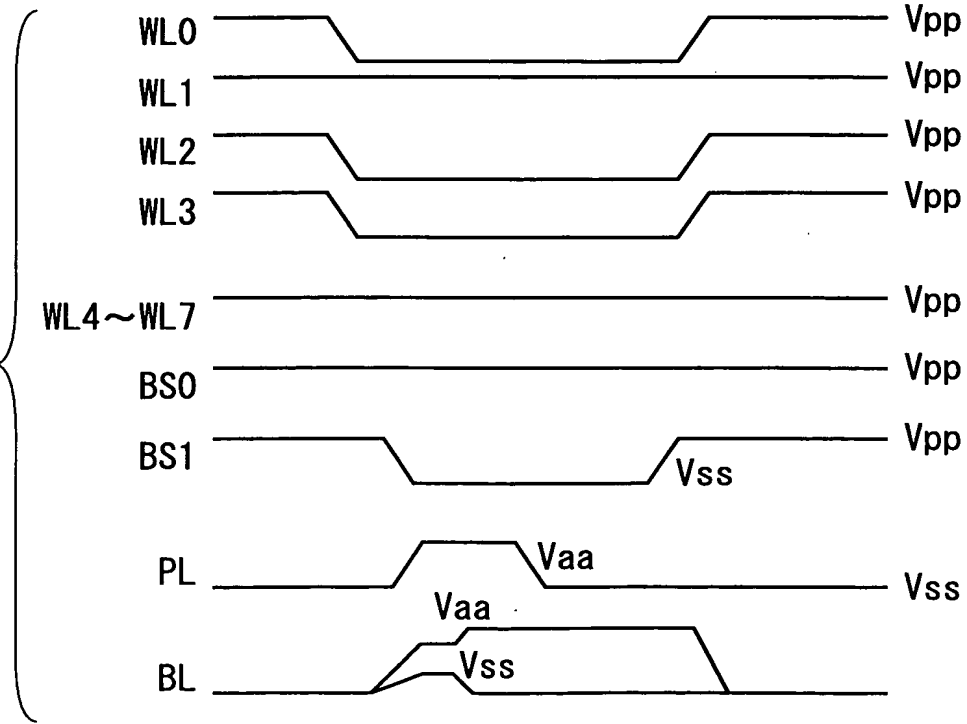 WL0 Vpp
WL1 Vpp
WL2 Vpp
WL3 Vpp
WL4～WL7 Vpp
BS0 Vpp
BS1 Vss Vpp
PL Vaa Vss
Vaa
BL Vss